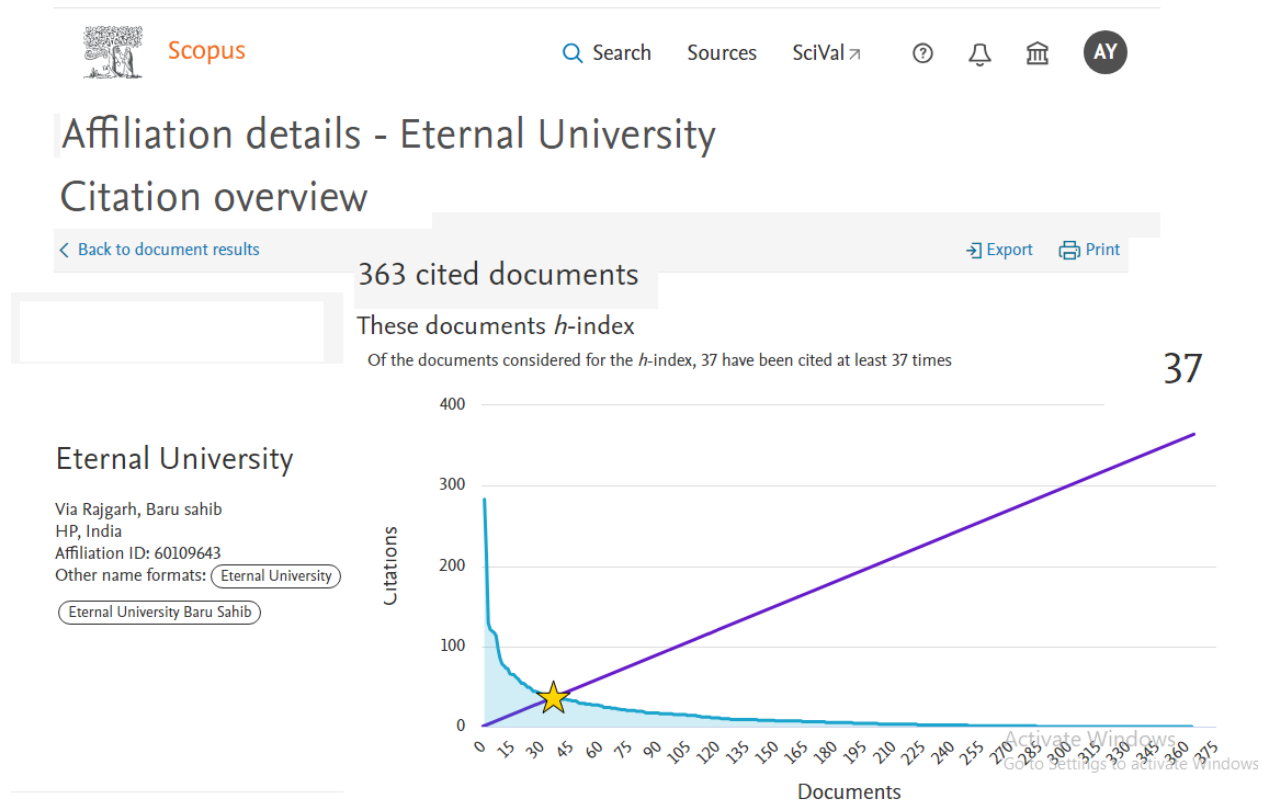 Scopus
Search Sources SciVal AY
Affiliation details - Eternal University
Citation overview
Back to document results
Export Print
363 cited documents
These documents h-index
Of the documents considered for the h-index, 37 have been cited at least 37 times
37
Eternal University
Via Rajgarh, Baru sahib
HP, India
Affiliation ID: 60109643
Other name formats: Eternal University
Eternal University Baru Sahib
Citations
400
300
200
100
0
0 15 30 45 60 75 90 105 120 135 150 165 180 195 210 225 240 255 270 285 300 315 330 345 360 375
Documents
Activate Windows
Go to Settings to activate Windows